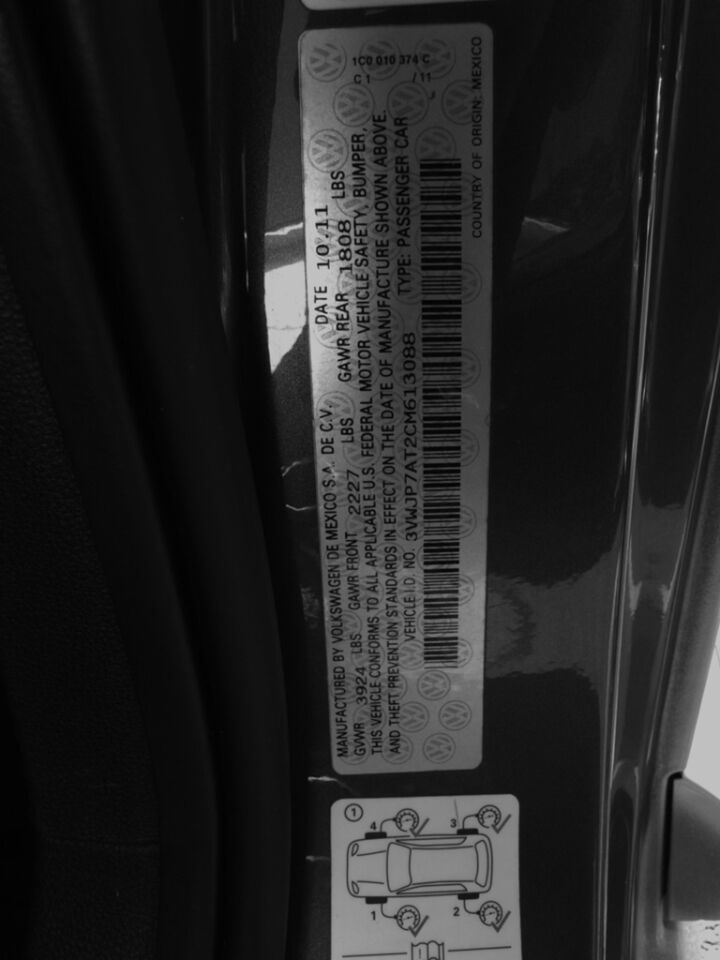 MANUFACTURED BY VOLKSWAGEN DE MEXICO S.A. DE C.V. DATE 10/11
GVWR 3924 LBS GAWR FRONT 2227 LBS GAWR REAR 1808 LBS
THIS VEHICLE CONFORMS TO ALL APPLICABLE U.S. FEDERAL MOTOR VEHICLE SAFETY, BUMPER,
AND THEFT PREVENTION STANDARDS IN EFFECT ON THE DATE OF MANUFACTURE SHOWN ABOVE.
VEHICLE I.D. NO. 3VWJP7AT2CM613088 TYPE: PASSENGER CAR
COUNTRY OF ORIGIN: MEXICO
1C0 010 374 C
C 1 / 11
1
4 3
1 2